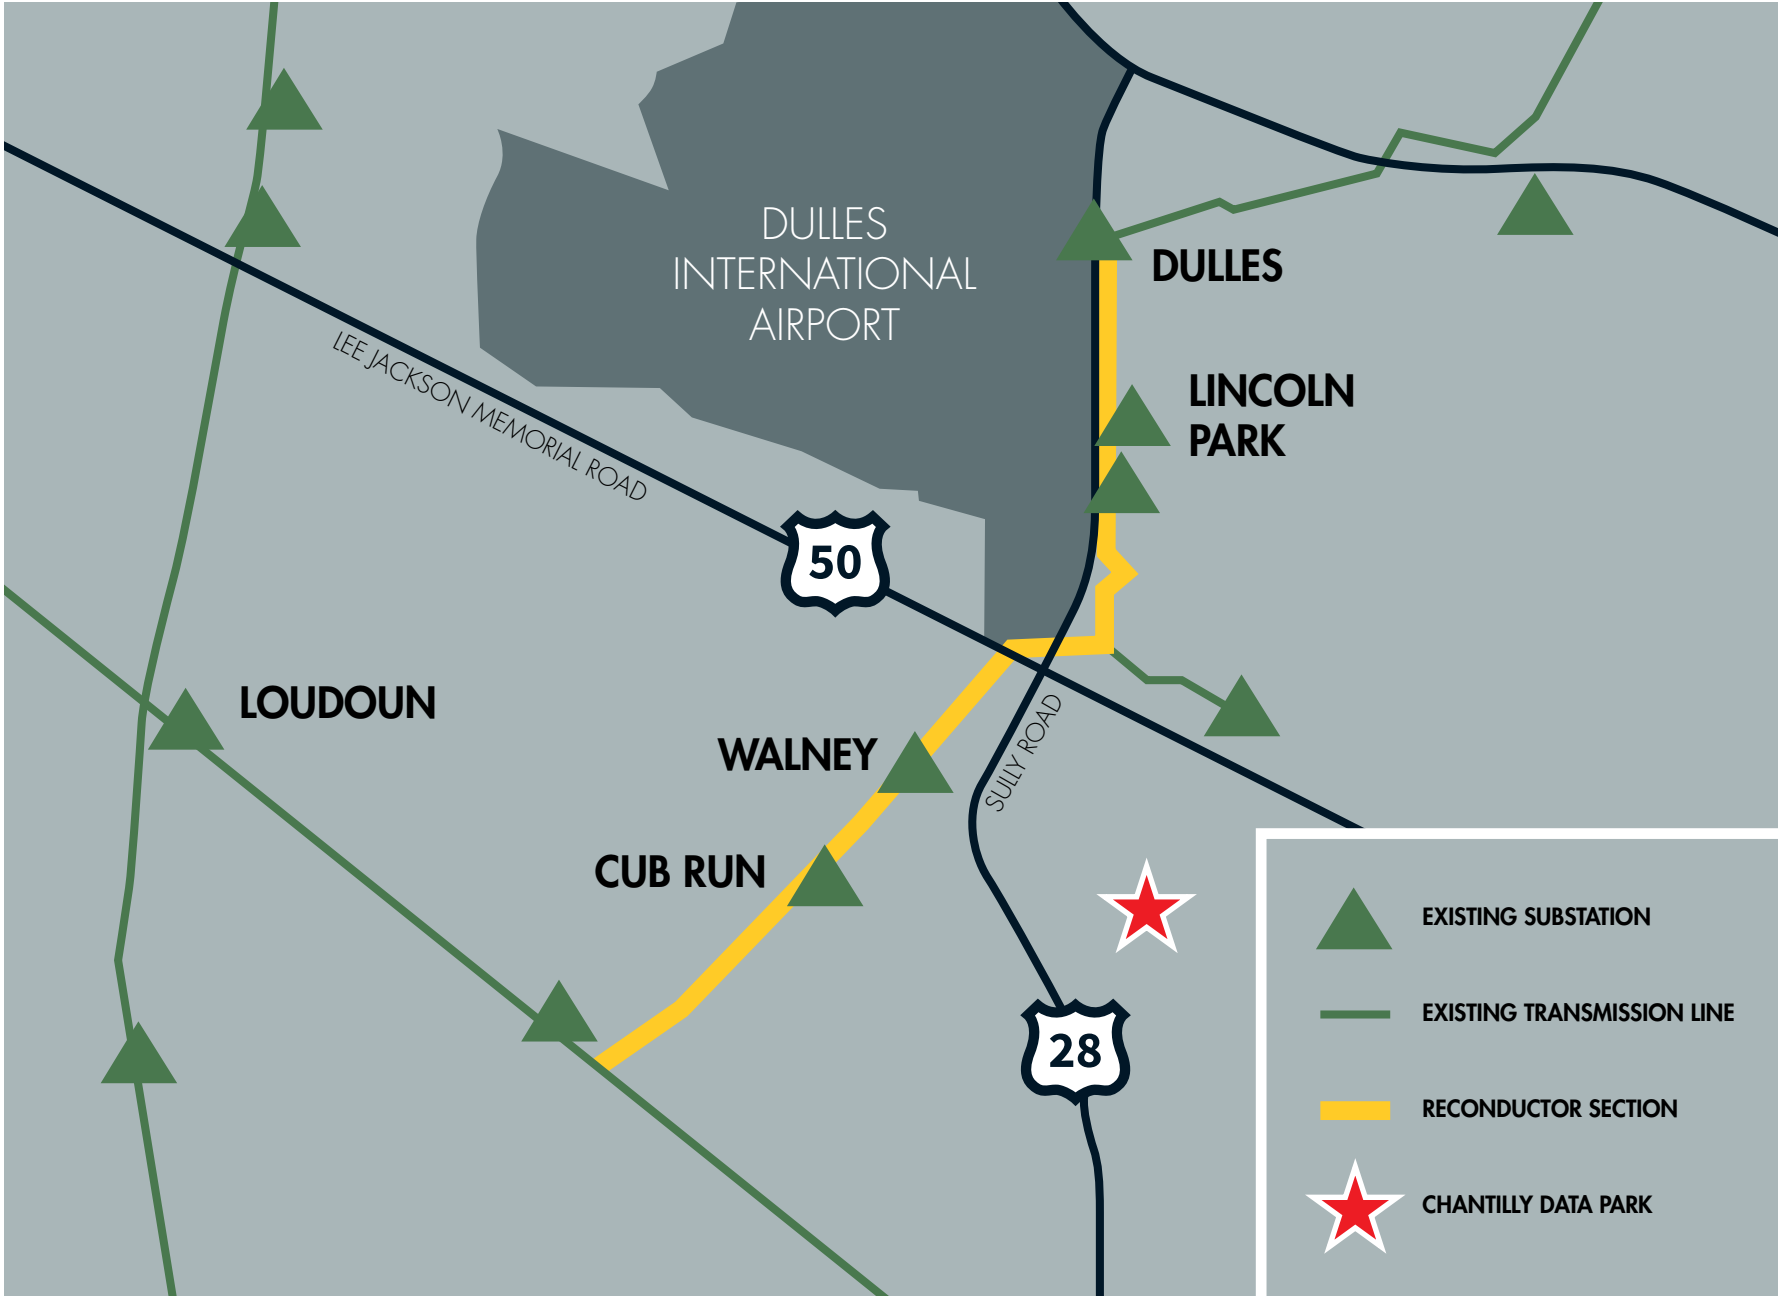 DULLES
INTERNATIONAL
AIRPORT
DULLES
LINCOLN
PARK
LEE JACKSON MEMORIAL ROAD
50
LOUDOUN
WALNEY
SULLY ROAD
CUB RUN
28
EXISTING SUBSTATION
EXISTING TRANSMISSION LINE
RECONDUCTOR SECTION
CHANTILLY DATA PARK